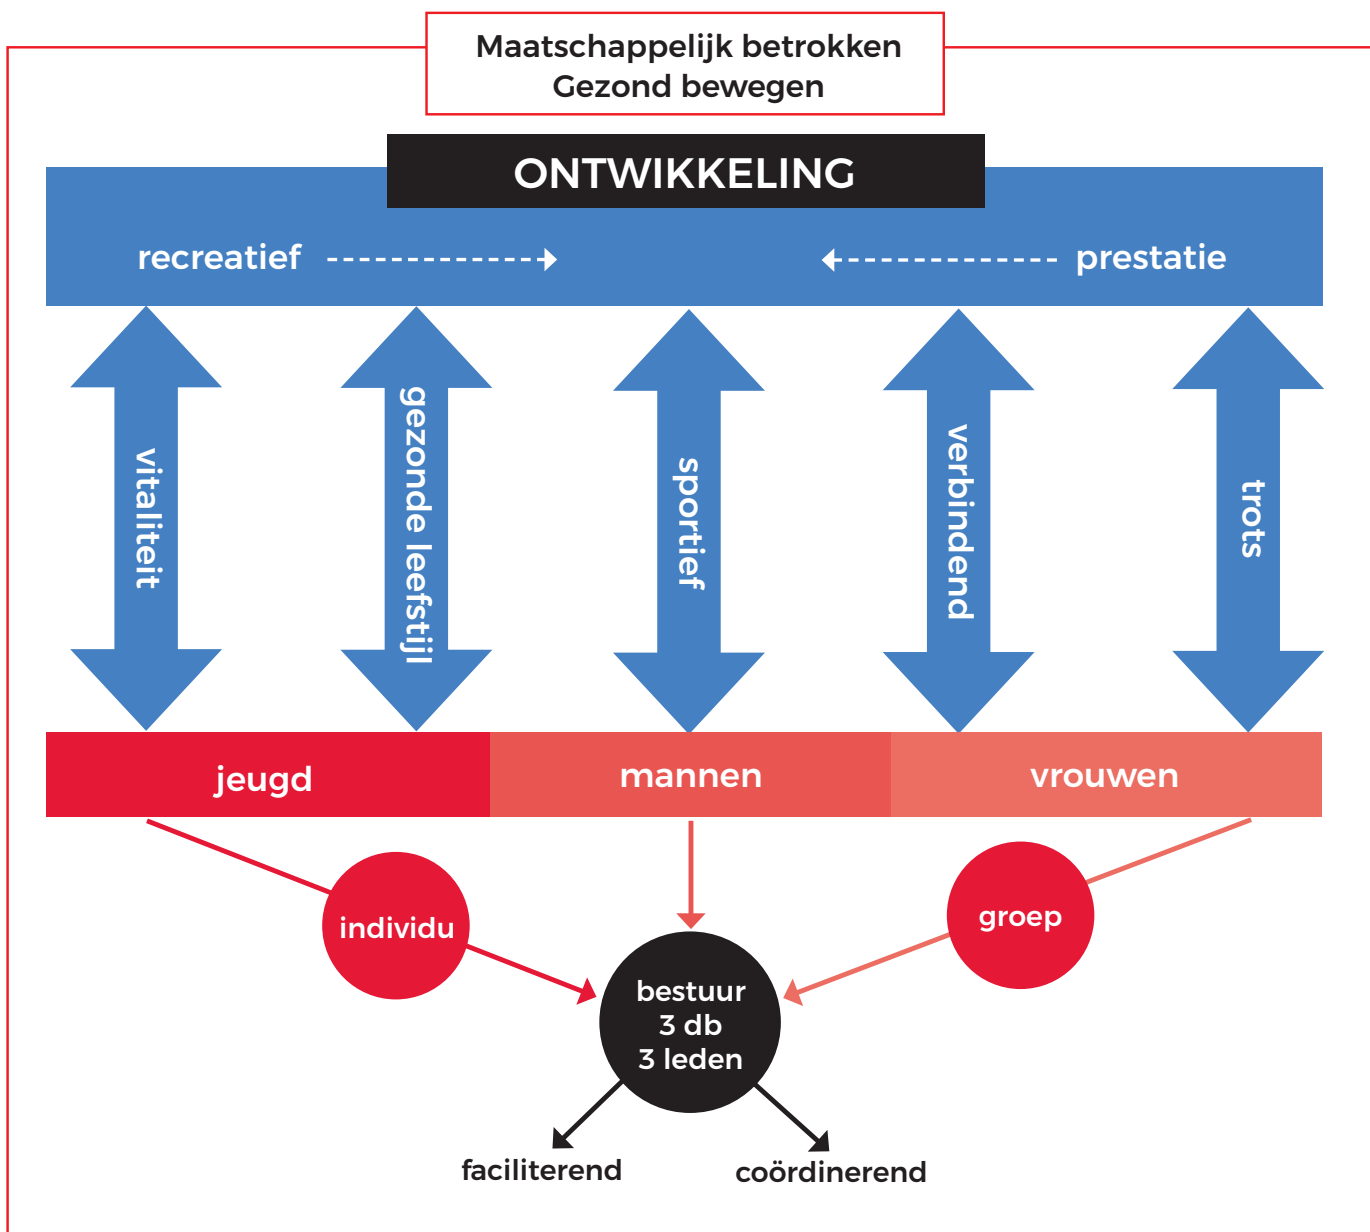 Maatschappelijk betrokken
Gezond bewegen
ONTWIKKELING
recreatief
prestatie
vitaliteit
gezonde leefstijl
sportief
verbindend
trots
jeugd
mannen
vrouwen
individu
groep
bestuur
3 db
3 leden
faciliterend
coördinerend